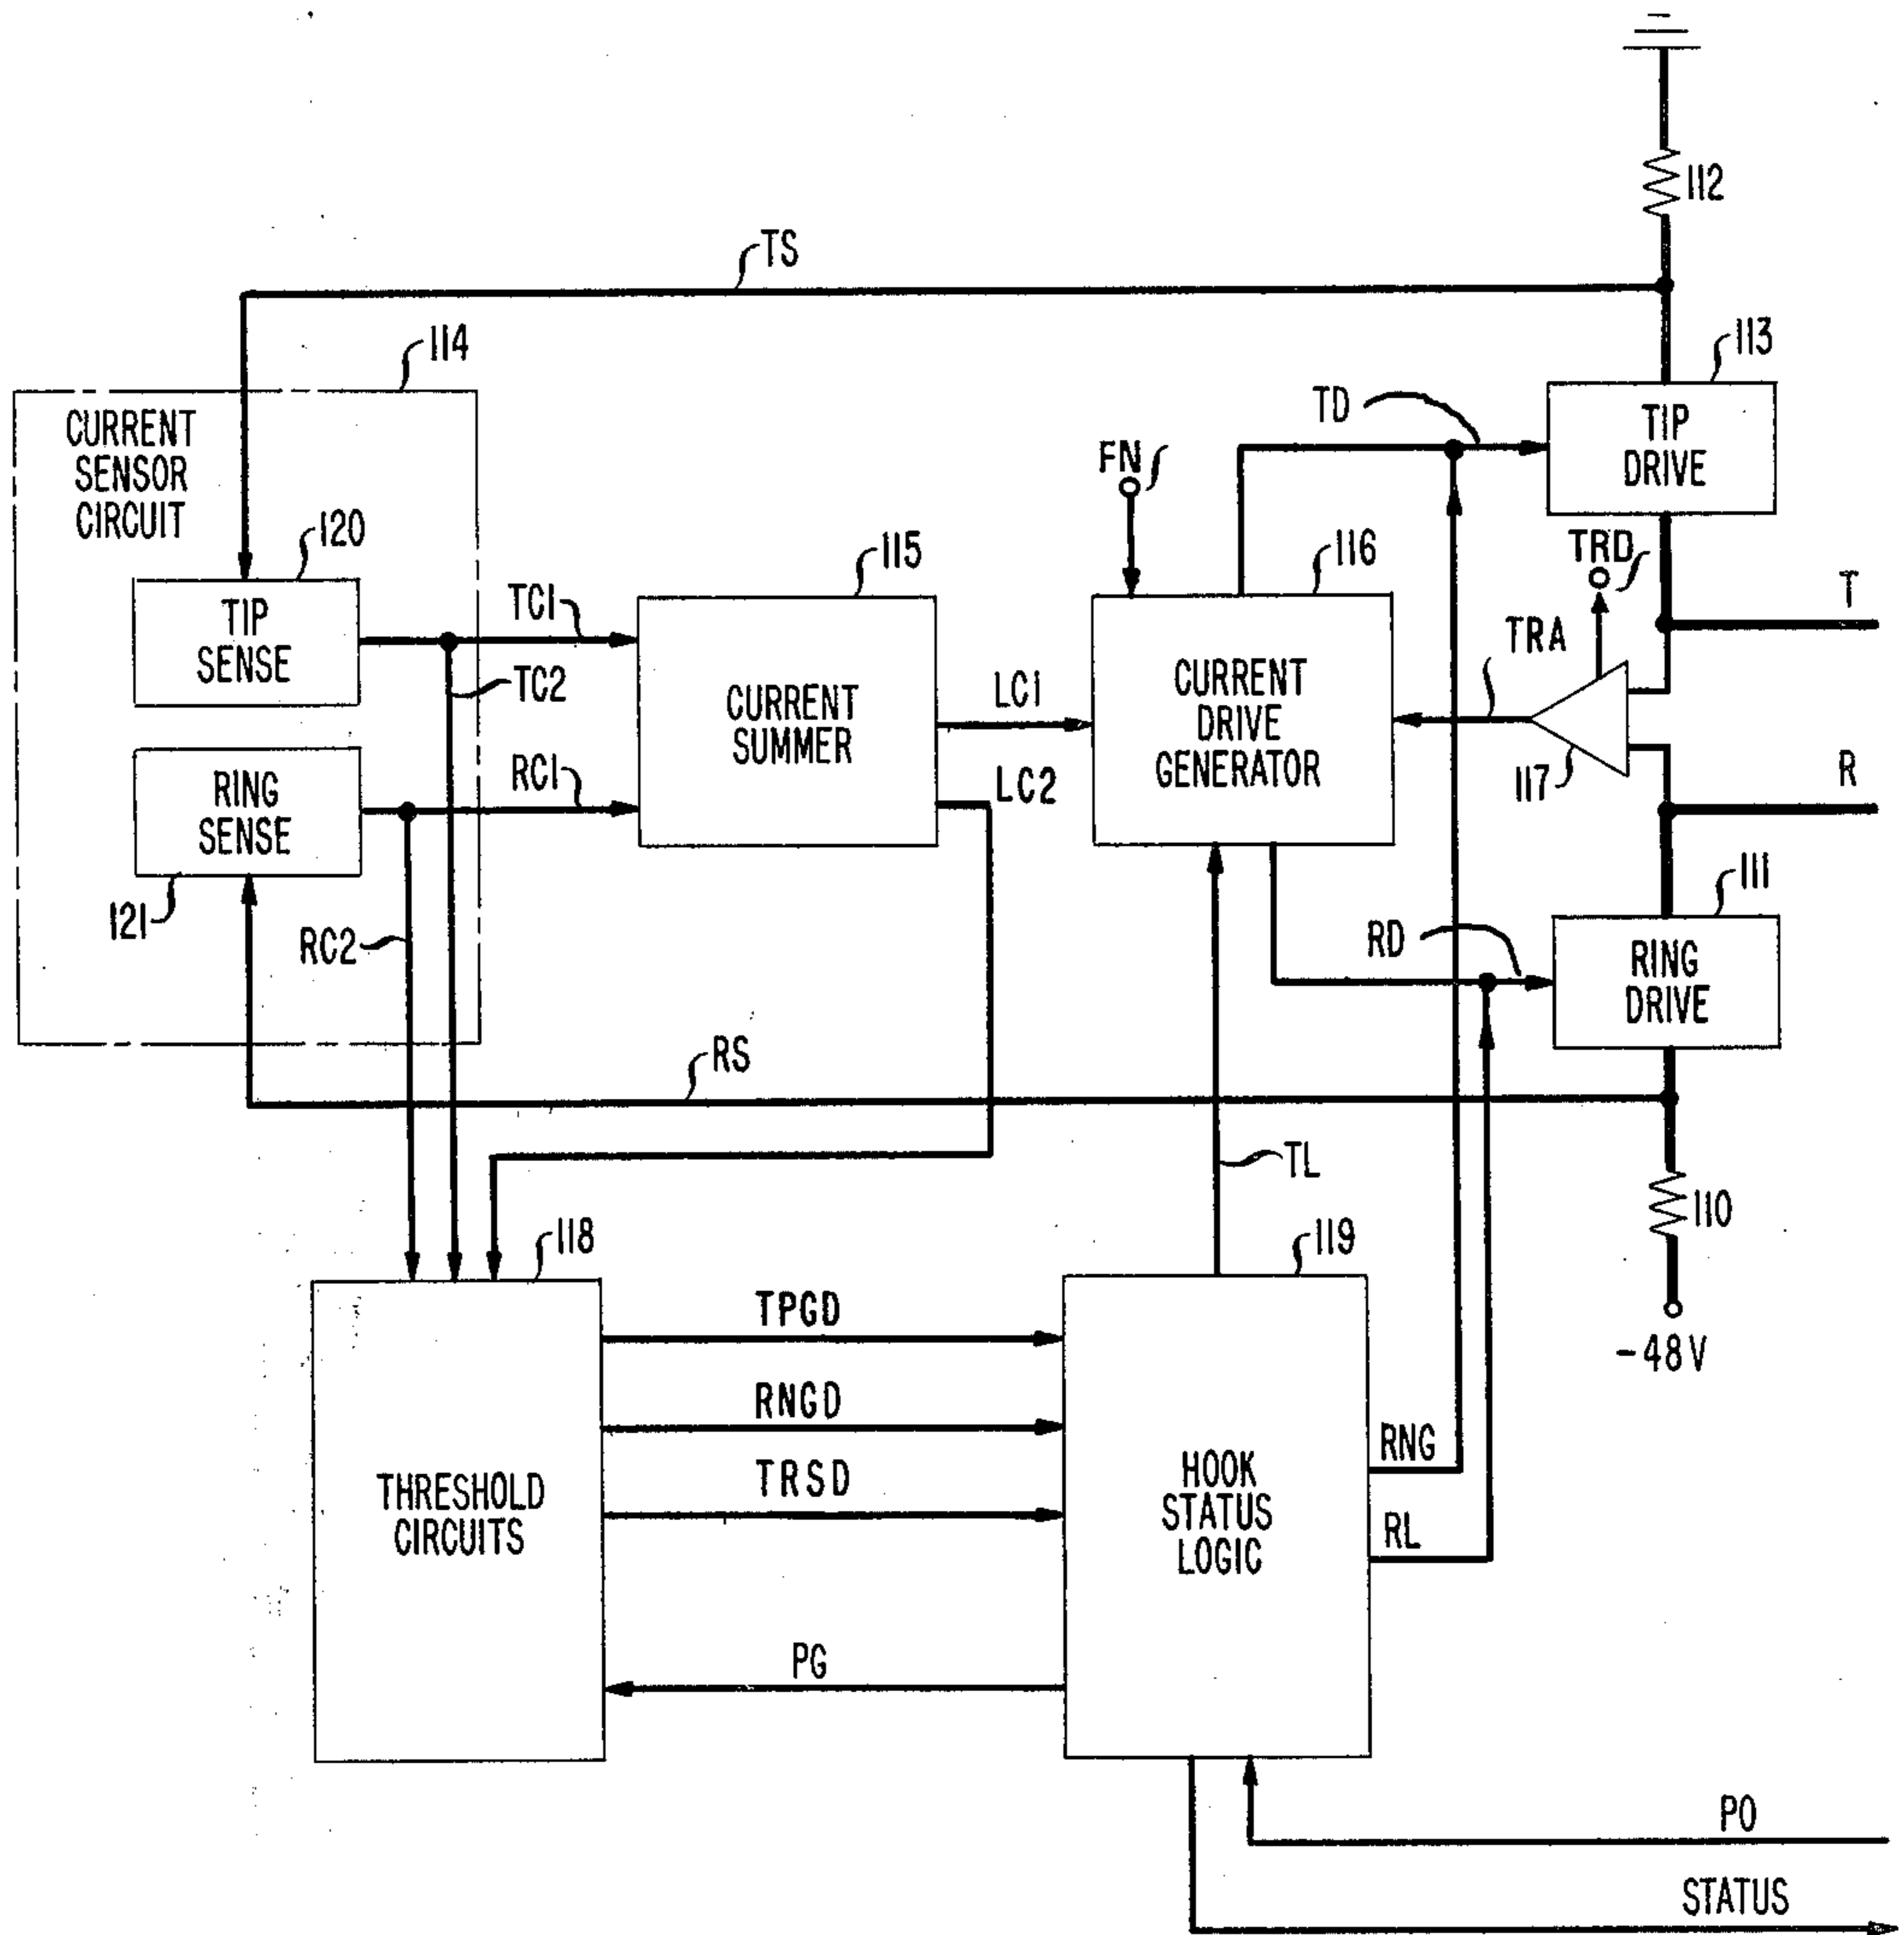 112
TS
114
113
CURRENT
SENSOR
CIRCUIT
TD
TIP
DRIVE
FN
120
115
116
TRD
TIP
SENSE
TC1
T
TC2
TRA
CURRENT
SUMMER
LC1
CURRENT
DRIVE
GENERATOR
RING
SENSE
RC1
LC2
117
R
121
111
RC2
RD
RING
DRIVE
RS
TL
110
118
119
TPGD
-48V
RNGD
THRESHOLD
CIRCUITS
TRSD
HOOK
STATUS
LOGIC
RNG
RL
PG
PO
STATUS